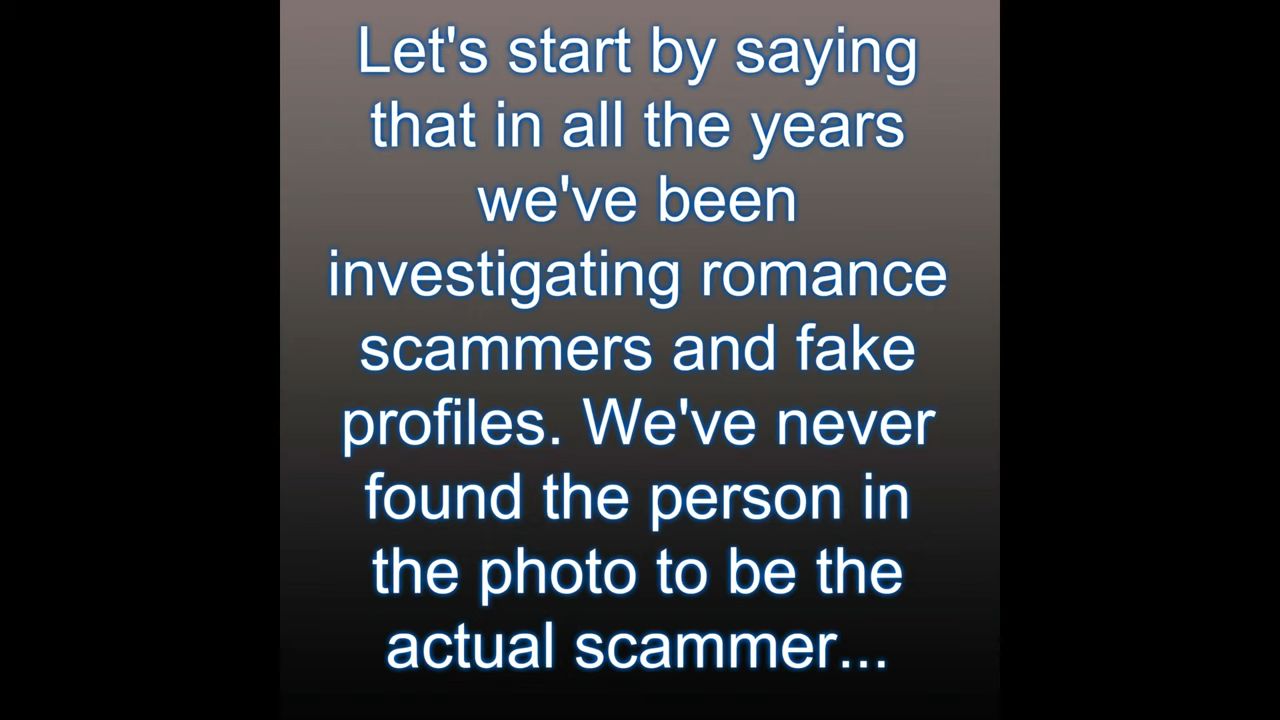 Let's start by saying
that in all the years
we've been
investigating romance
scammers and fake
profiles. We've never
found the person in
the photo to be the
actual scammer...